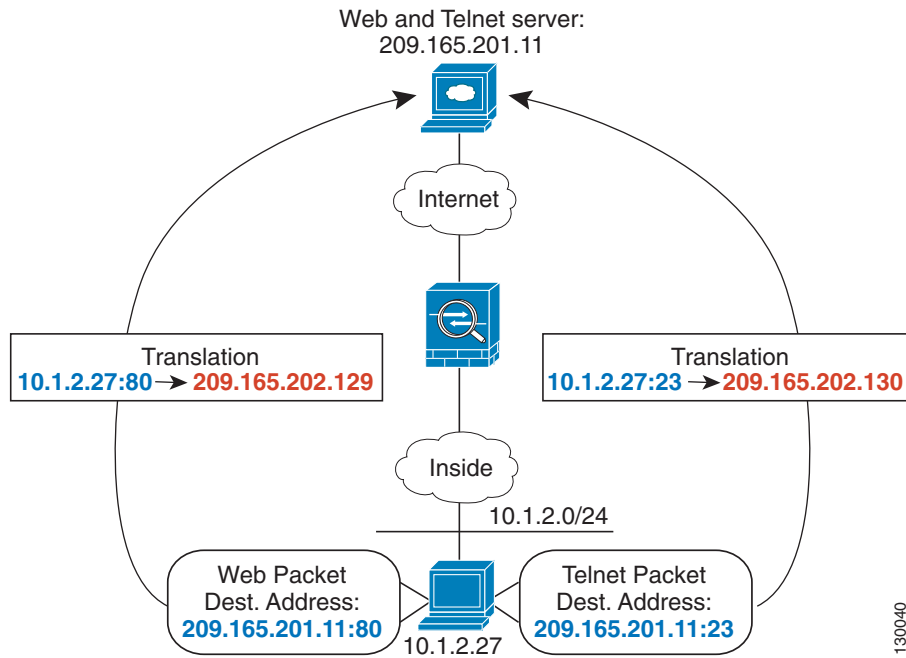 Web and Telnet server:
209.165.201.11
Internet
Translation
10.1.2.27:80 → 209.165.202.129
Translation
10.1.2.27:23 → 209.165.202.130
Inside
10.1.2.0/24
Web Packet
Dest. Address:
209.165.201.11:80
Telnet Packet
Dest. Address:
209.165.201.11:23
10.1.2.27
130040